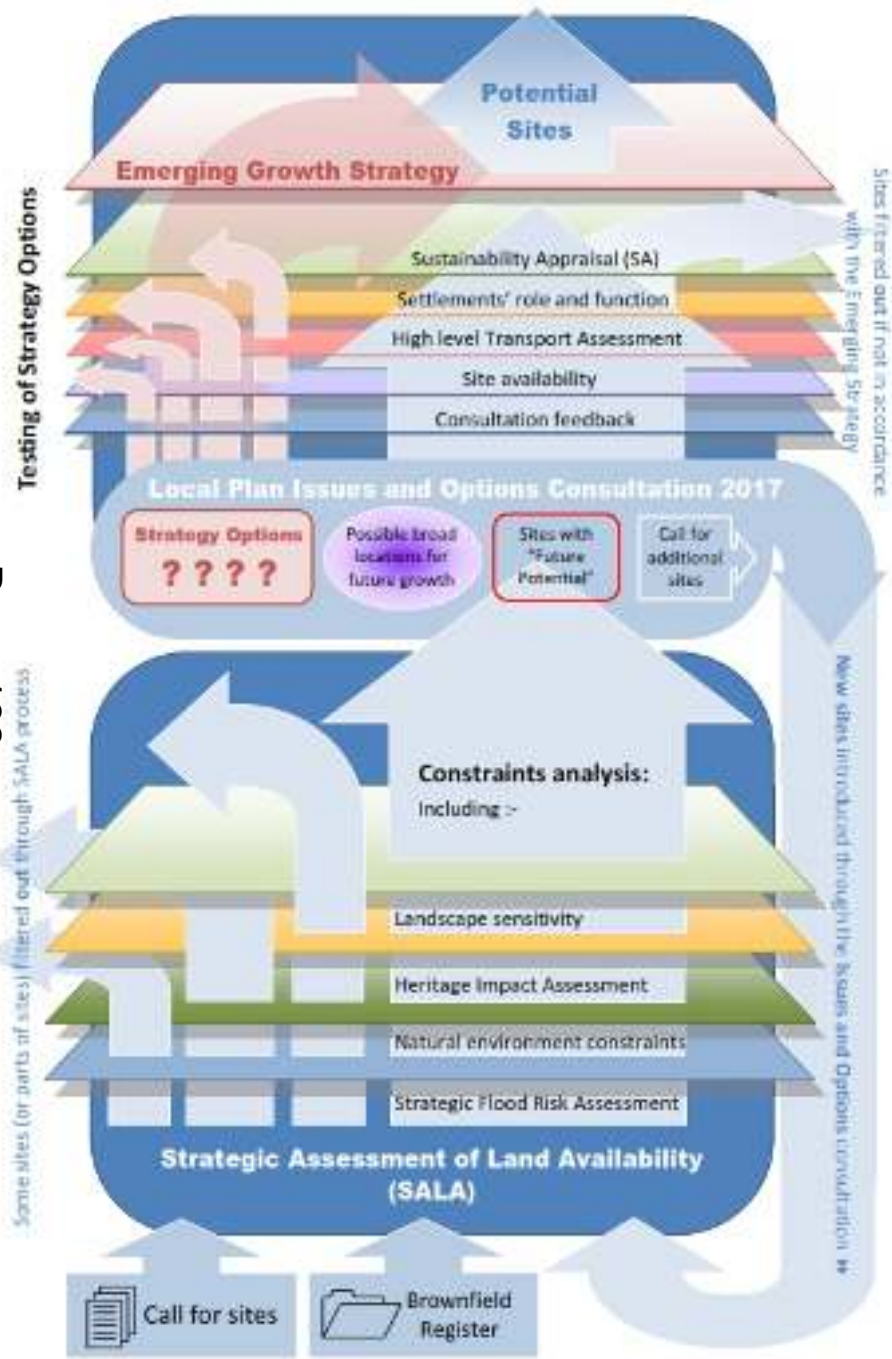 Potential
Sites
Emerging Growth Strategy
Sustainability Appraisal (SA)
Settlements' role and function
High level Transport Assessment
Site availability
Consultation feedback
Testing of Strategy Options
Sites filtered out if not in accordance
with the Emerging Strategy
Local Plan Issues and Options Consultation 2017
Strategy Options
? ? ? ?
Possible broad
locations for
future growth
Sites with
"Future
Potential"
Call for
additional
sites
Constraints analysis:
Including :-
Landscape sensitivity
Heritage Impact Assessment
Natural environment constraints
Strategic Flood Risk Assessment
Strategic Assessment of Land Availability
(SALA)
Some sites (or parts of sites) filtered out through SALA process
New sites introduced through the Issues and Options consultation »
Call for sites
Brownfield
Register